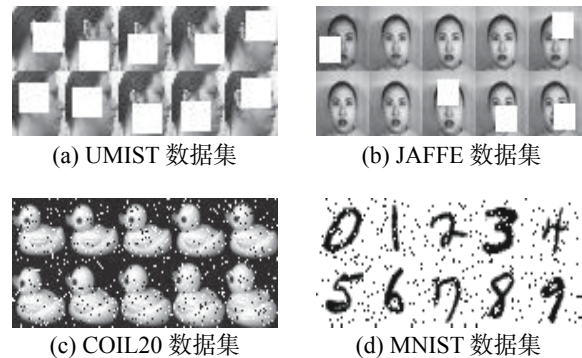 (a) UMIST 数据集
(b) JAFFE 数据集
(c) COIL20 数据集
0 1 2 3 4
5 6 7 8 9
(d) MNIST 数据集